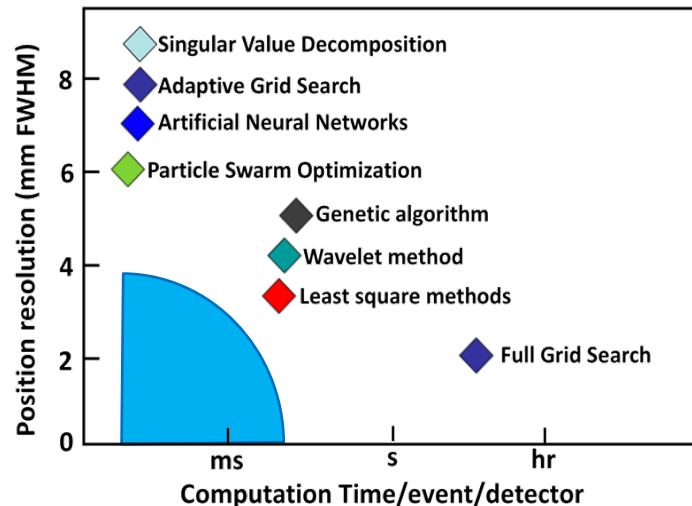 Singular Value Decomposition
8
Adaptive Grid Search
Artificial Neural Networks
6
Particle Swarm Optimization
Genetic algorithm
4
Wavelet method
Least square methods
2
Full Grid Search
0
ms
s
hr
Position resolution (mm FWHM)
Computation Time/event/detector